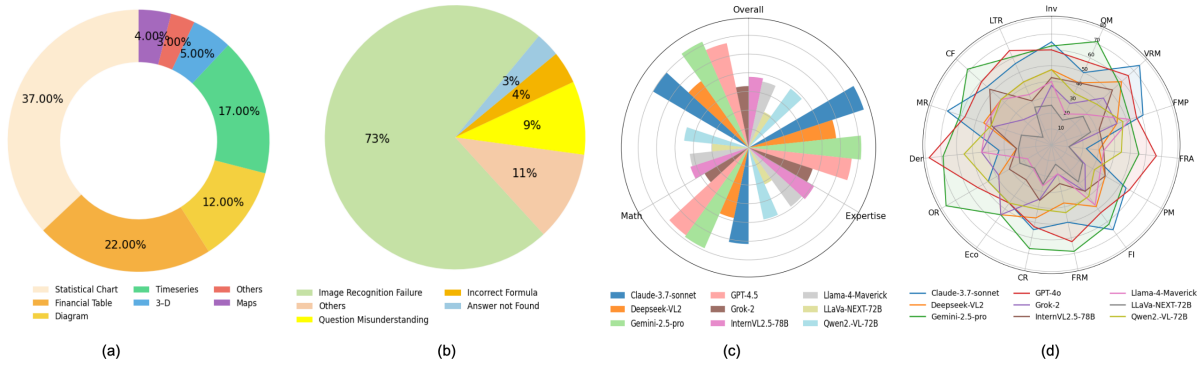 4.00%
3.00%
5.00%
17.00%
12.00%
22.00%
37.00%
Statistical Chart
Financial Table
Diagram
Timeseries
3-D
Others
Maps
(a)
3%
4%
9%
11%
73%
Image Recognition Failure
Others
Question Misunderstanding
Incorrect Formula
Answer not Found
(b)
Overall
Math
Expertise
Claude-3.7-sonnet
Deepseek-VL2
Gemini-2.5-pro
GPT-4.5
Grok-2
InternVL2.5-78B
Llama-4-Maverick
LLaVa-NEXT-72B
Qwen2.-VL-72B
(c)
Inv
QM
VRM
FMP
FRA
PM
FI
FRM
CR
Eco
OR
Der
MR
CF
LTR
10
30
50
60
70
Claude-3.7-sonnet
Deepseek-VL2
Gemini-2.5-pro
GPT-4o
Grok-2
InternVL2.5-78B
Llama-4-Maverick
LLaVa-NEXT-72B
Qwen2.-VL-72B
(d)